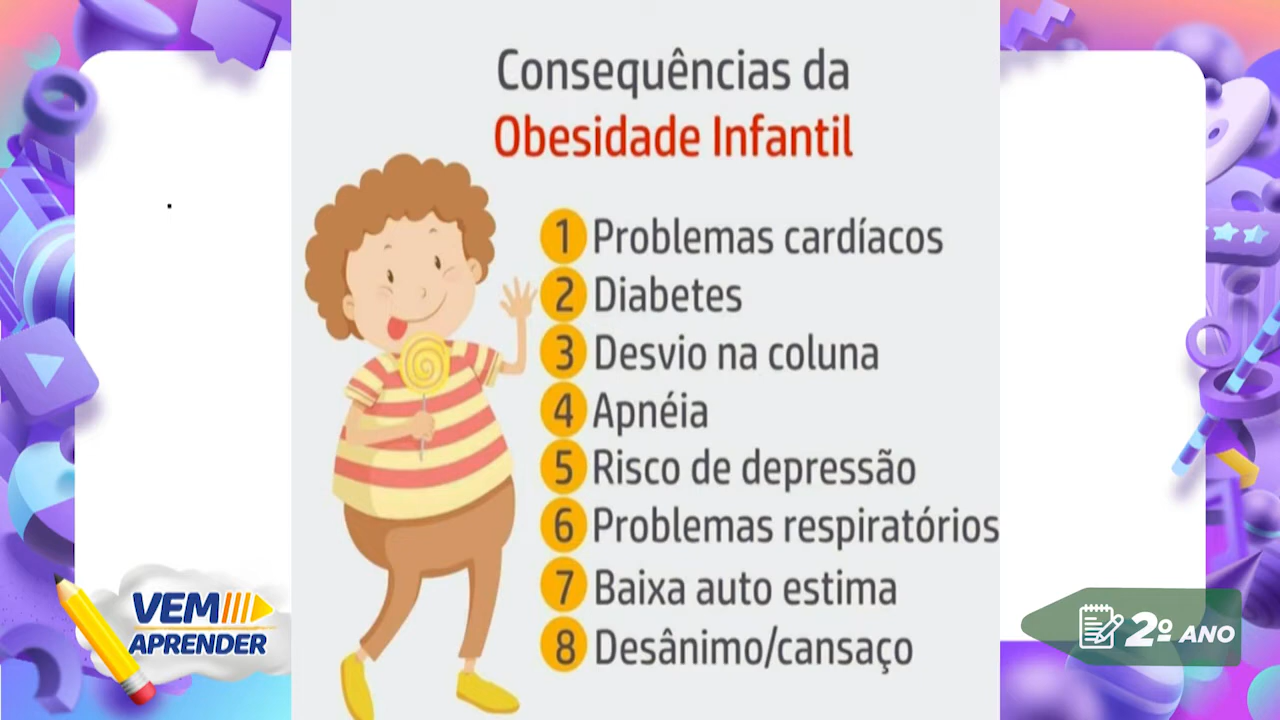 Consequências da
Obesidade Infantil
1 Problemas cardíacos
2 Diabetes
3 Desvio na coluna
4 Apnéia
5 Risco de depressão
6 Problemas respiratórios
7 Baixa auto estima
8 Desânimo/cansaço
VEM
APRENDER
2º ANO